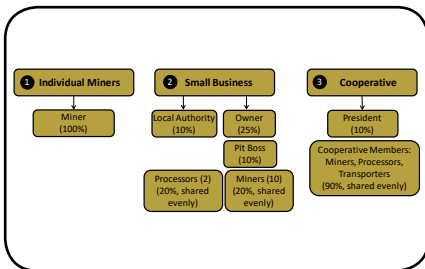 1 Individual Miners
Miner
(100%)
2 Small Business
Local Authority
(10%)
Owner
(25%)
Pit Boss
(10%)
Processors (2)
(20%, shared
evenly)
Miners (10)
(20%, shared
evenly)
3 Cooperative
President
(10%)
Cooperative Members:
Miners, Processors,
Transporters
(90%, shared evenly)